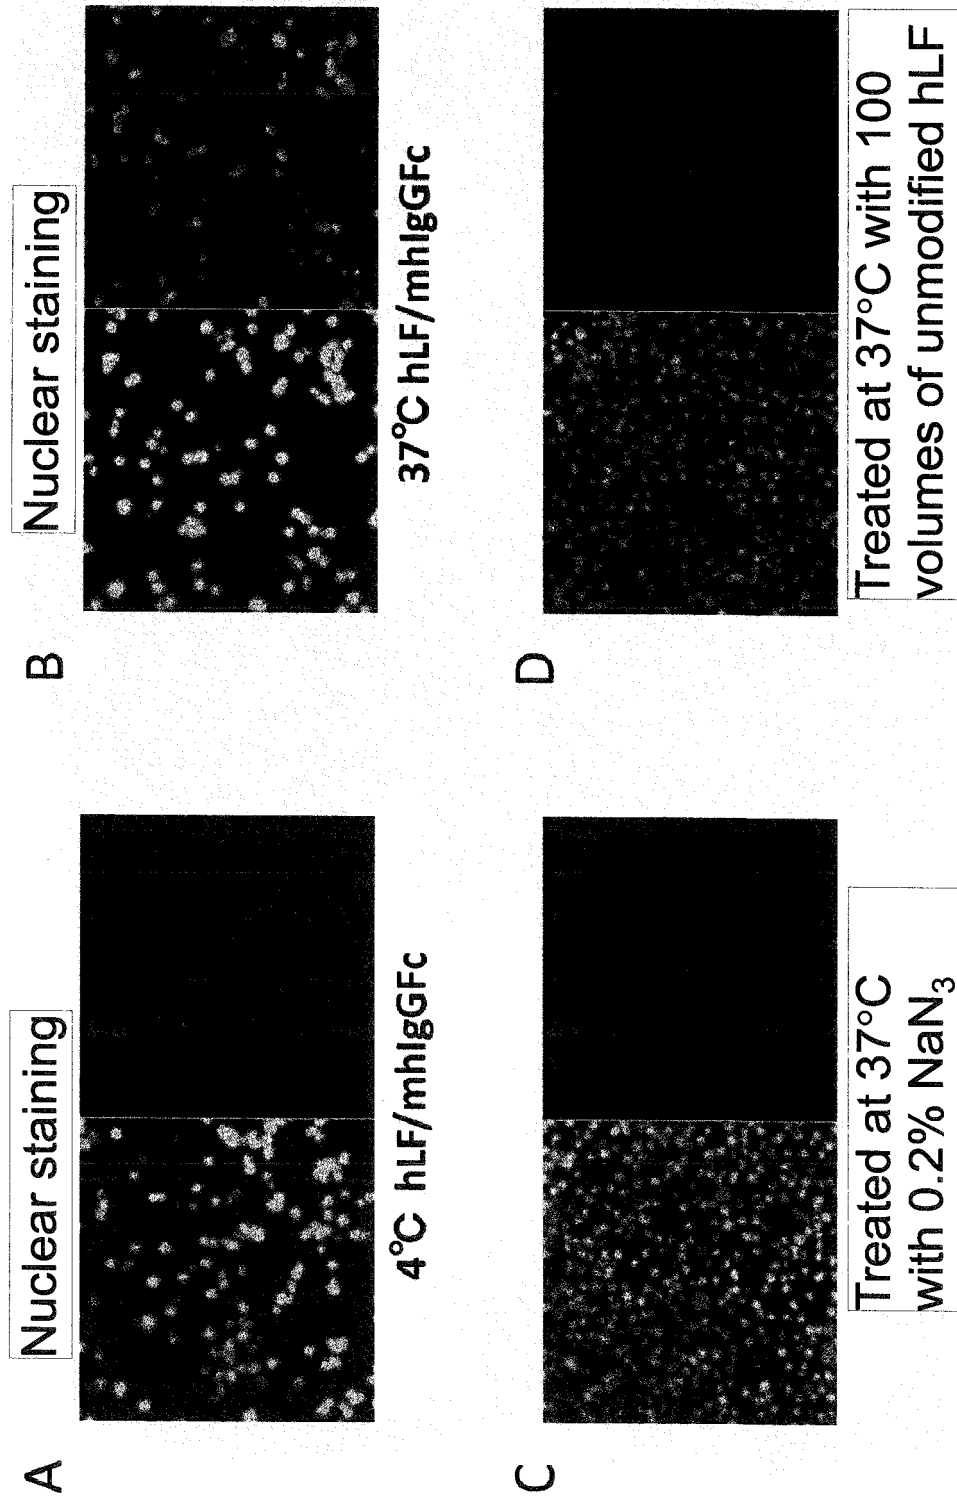 A
Nuclear staining
4°C hLF/mhIgGFc
B
Nuclear staining
37°C hLF/mhIgGFc
C
Treated at 37°C
with 0.2% NaN₃
D
Treated at 37°C with 100
volumes of unmodified hLF